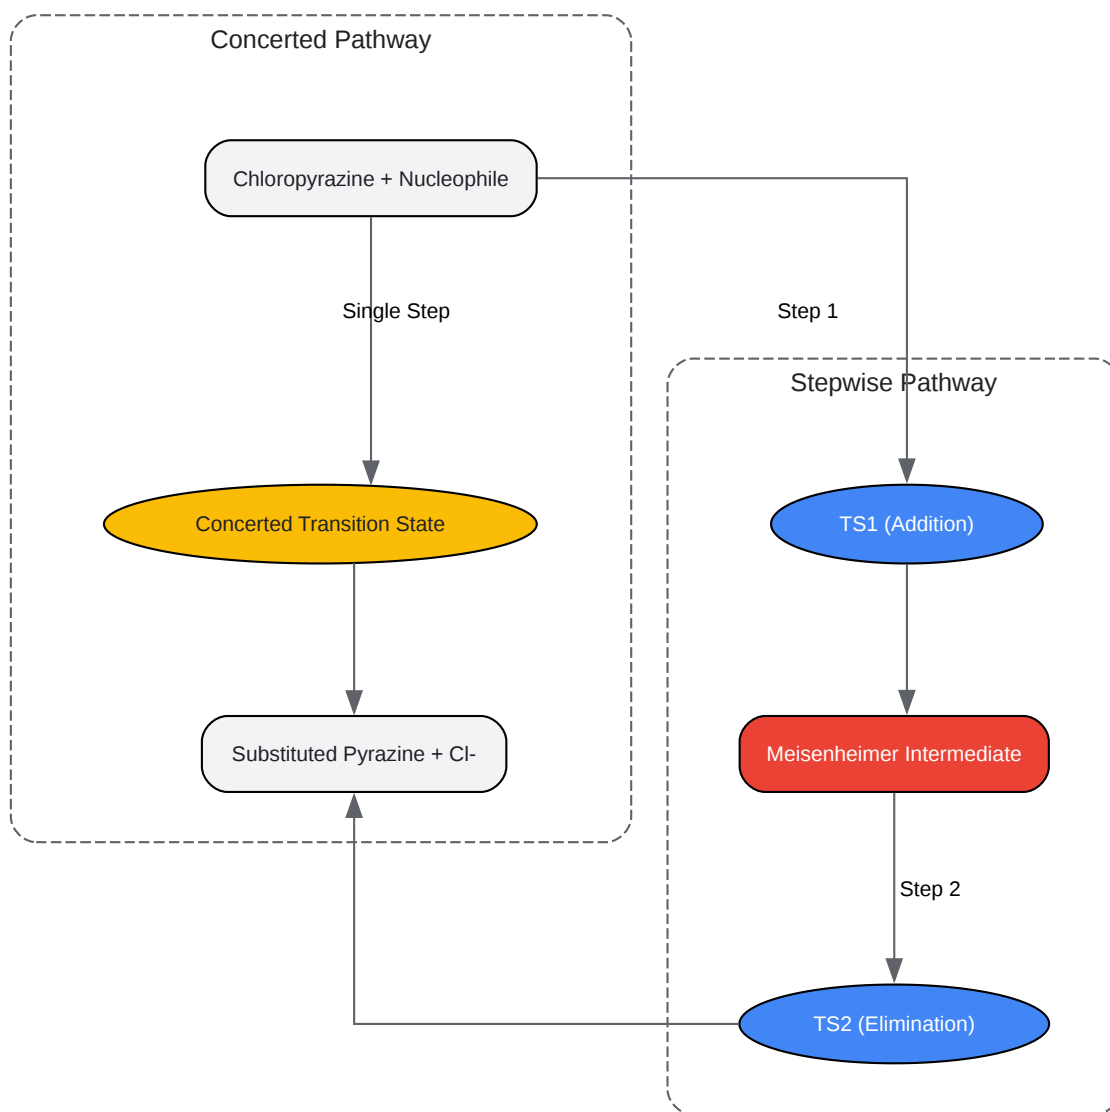 Concerted Pathway
Chloropyrazine + Nucleophile
Single Step
Step 1
Stepwise Pathway
Concerted Transition State
TS1 (Addition)
Substituted Pyrazine + Cl-
Meisenheimer Intermediate
Step 2
TS2 (Elimination)